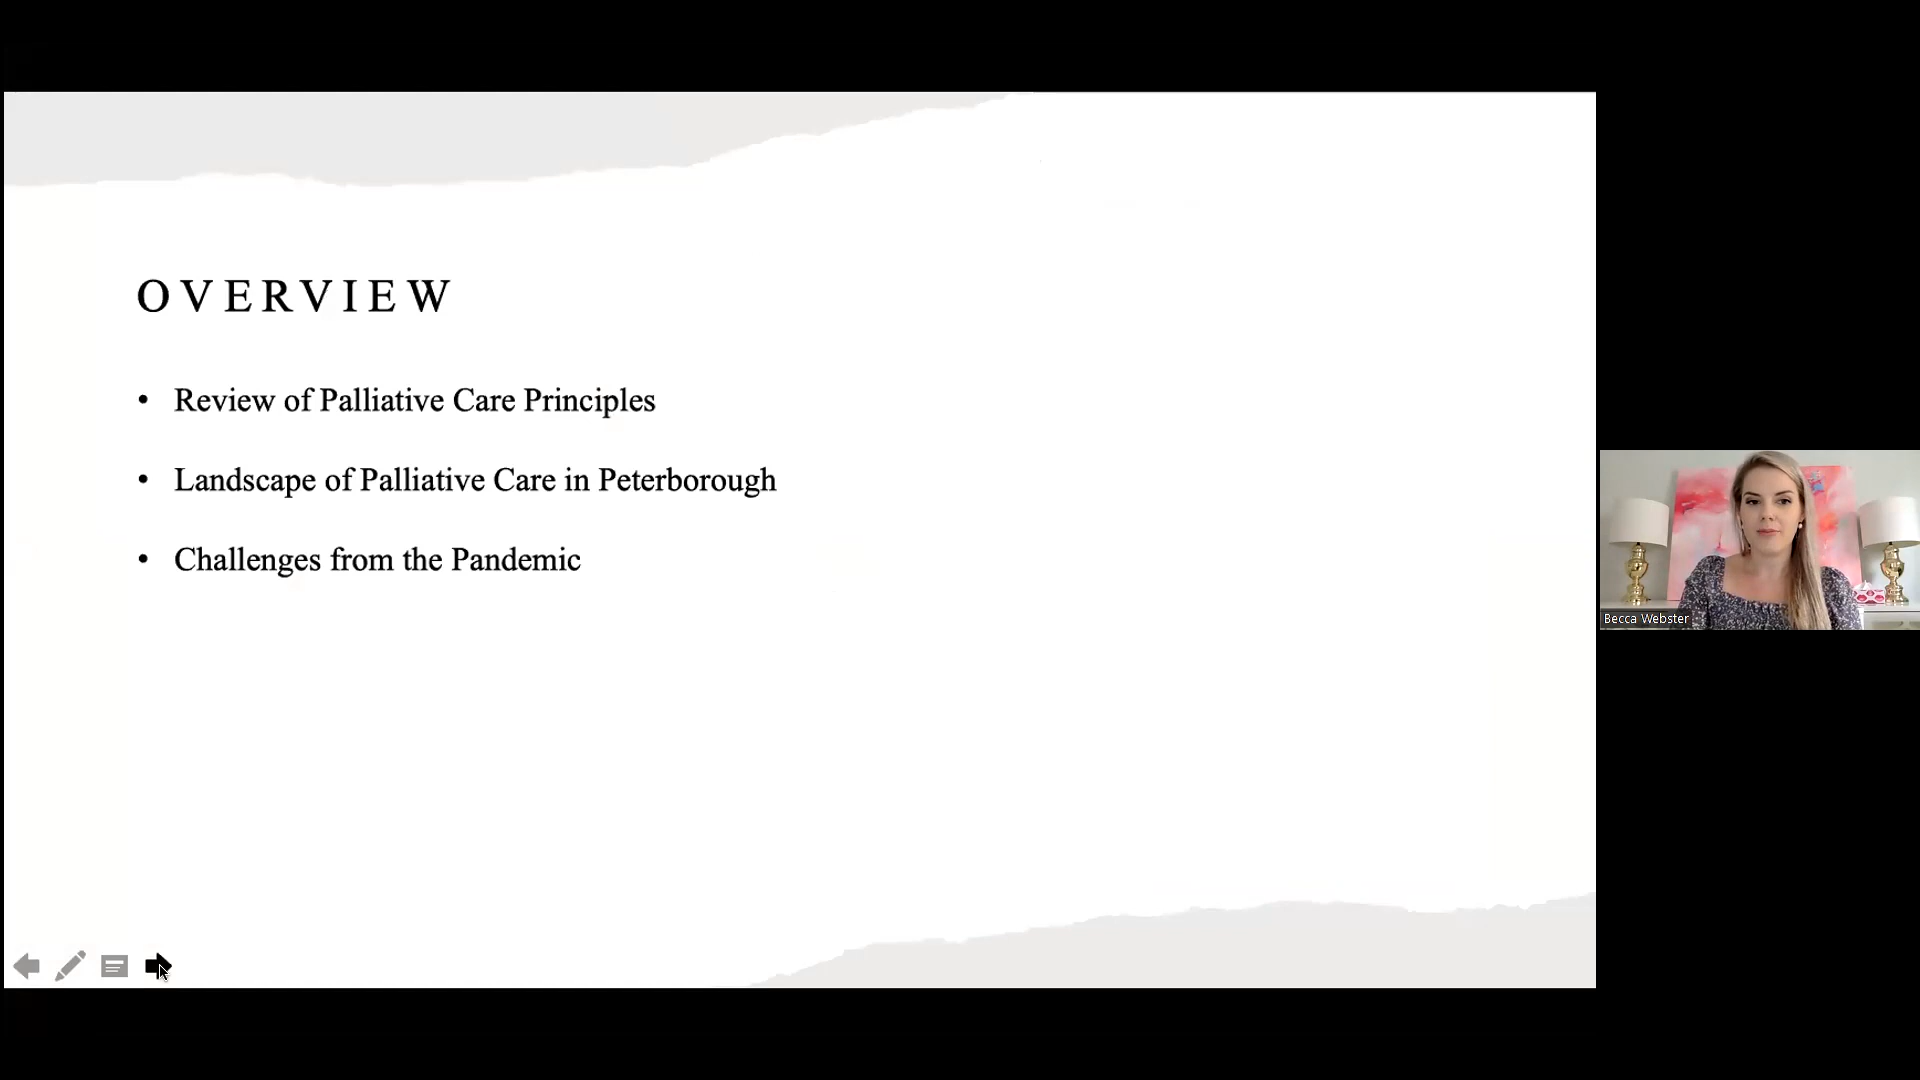 OVERVIEW
• Review of Palliative Care Principles
• Landscape of Palliative Care in Peterborough
• Challenges from the Pandemic
Becca Webster